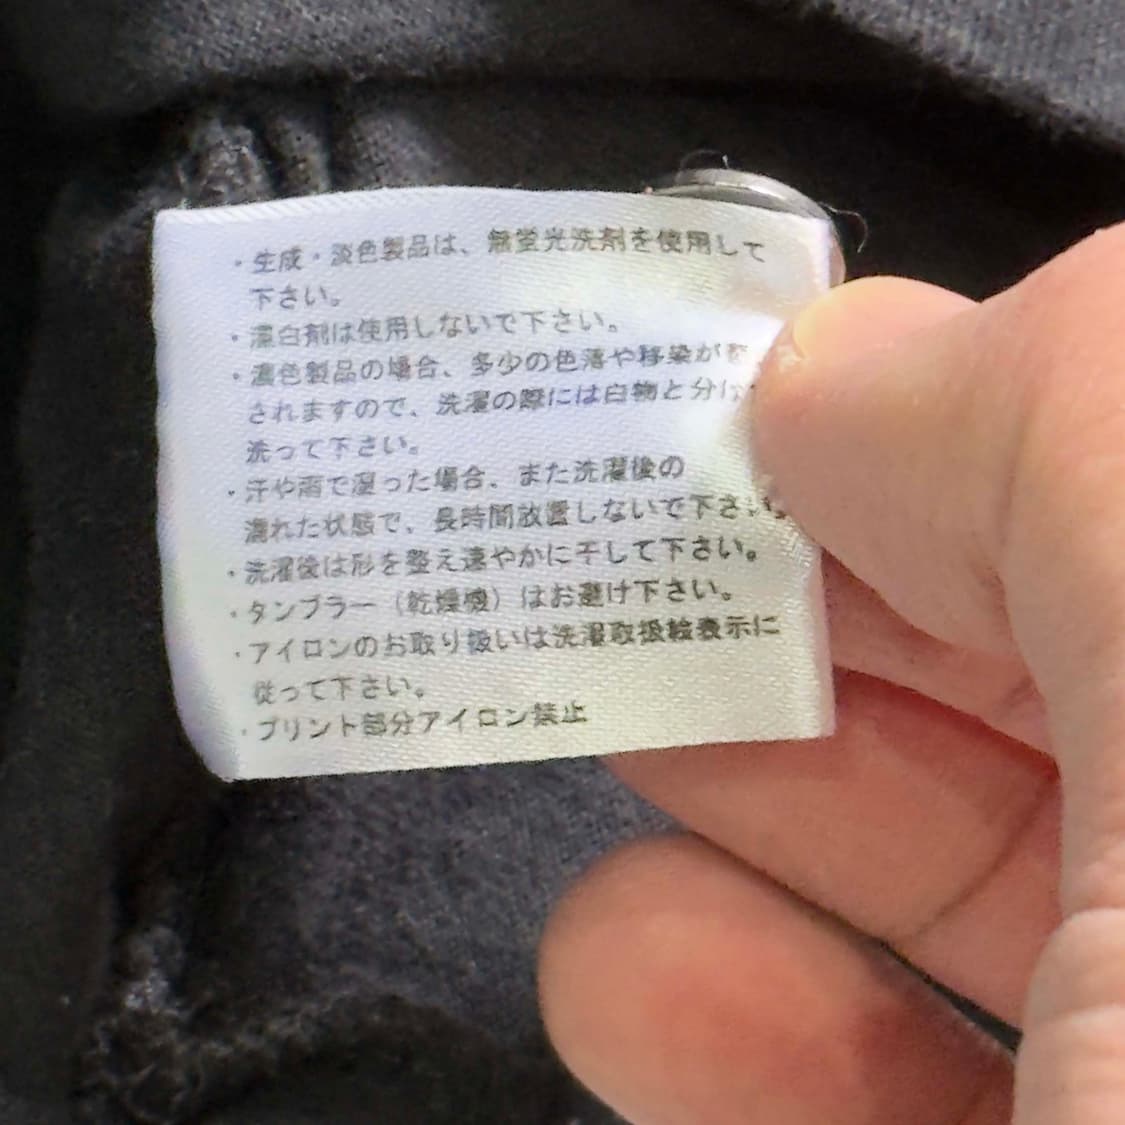 ・生成・淡色製品は、無蛍光洗剤を使用して
下さい。
・漂白剤は使用しないで下さい。
・濃色製品の場合、多少の色落や移染が
されますので、洗濯の際には白物と分け
洗って下さい。
・汗や雨で湿った場合、また洗濯後の
濡れた状態で、長時間放置しないで下さい
・洗濯後は形を整え速やかに干して下さい。
・タンブラー（乾燥機）はお避け下さい。
・アイロンのお取り扱いは洗濯取扱絵表示に
従って下さい。
・プリント部分アイロン禁止